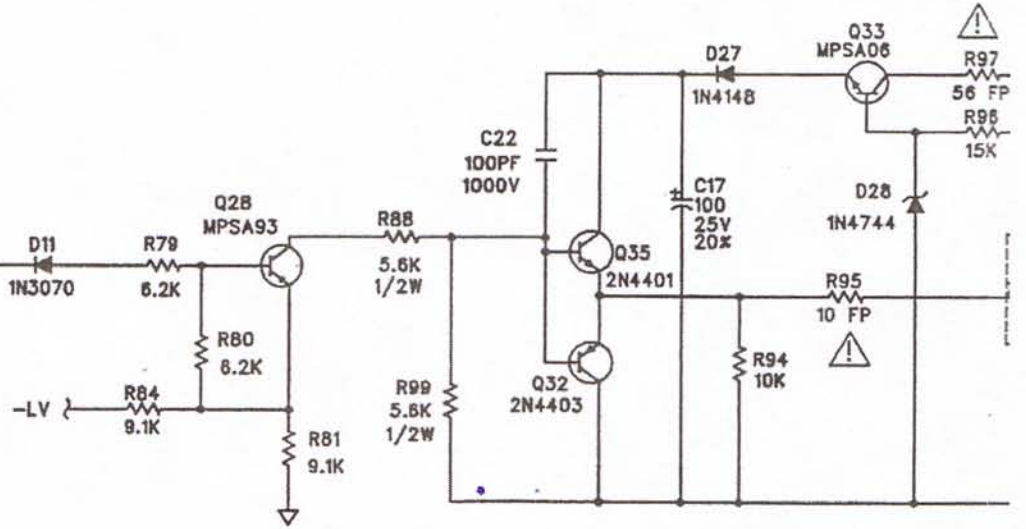 Q33
MPSA06
R97
56 FP
D27
1N4148
R96
15K
C22
100PF
1000V
C17
100
25V
20%
D28
1N4744
Q28
MPSA93
R88
5.6K
1/2W
D11
1N3070
R79
6.2K
Q35
2N4401
R95
10 FP
R80
6.2K
R94
10K
Q32
2N4403
R99
5.6K
1/2W
-LV
R84
9.1K
R81
9.1K